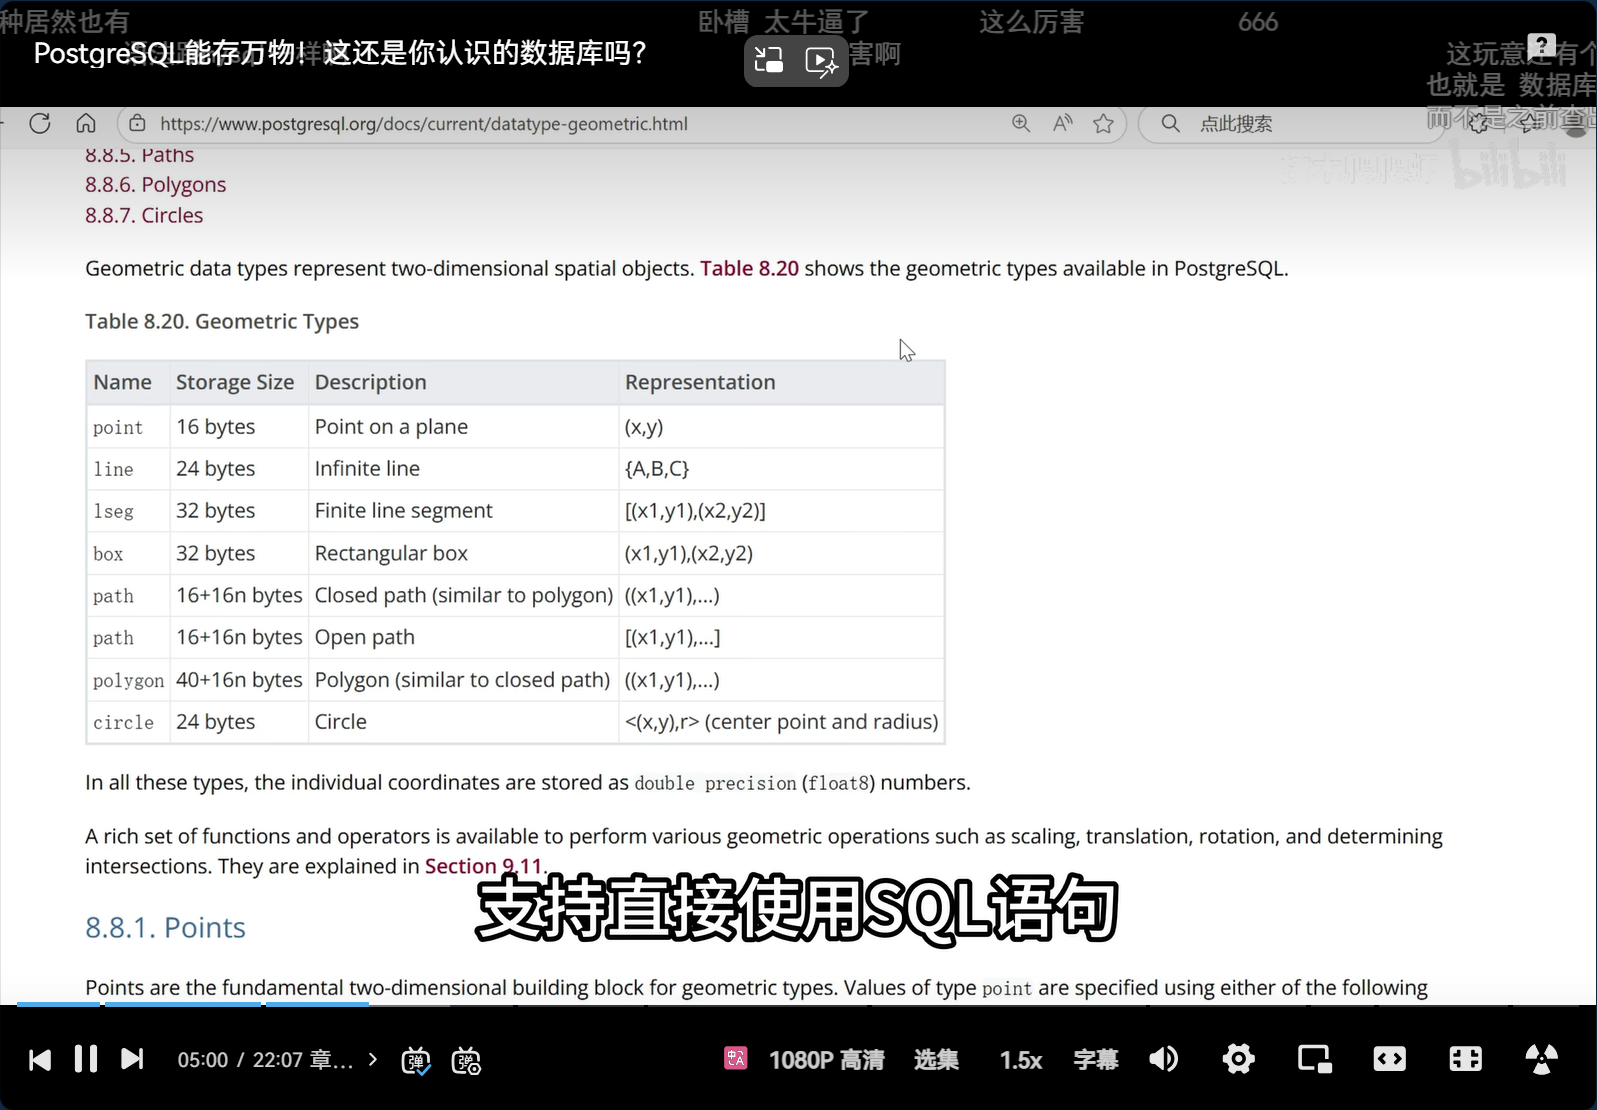 种居然也有
卧槽 太牛逼了
这么厉害
666
PostgreSQL能存万物！这还是你认识的数据库吗？
害啊
这玩意还有个
也就是 数据库
https://www.postgresql.org/docs/current/datatype-geometric.html
点此搜索
而不是之前查出
bilibili
8.8.5. Paths
8.8.6. Polygons
8.8.7. Circles
Geometric data types represent two-dimensional spatial objects. Table 8.20 shows the geometric types available in PostgreSQL.
Table 8.20. Geometric Types
Name Storage Size Description Representation
point 16 bytes Point on a plane (x,y)
line 24 bytes Infinite line {A,B,C}
lseg 32 bytes Finite line segment [(x1,y1),(x2,y2)]
box 32 bytes Rectangular box (x1,y1),(x2,y2)
path 16+16n bytes Closed path (similar to polygon) ((x1,y1),...)
path 16+16n bytes Open path [(x1,y1),...]
polygon 40+16n bytes Polygon (similar to closed path) ((x1,y1),...)
circle 24 bytes Circle <(x,y),r> (center point and radius)
In all these types, the individual coordinates are stored as double precision (float8) numbers.
A rich set of functions and operators is available to perform various geometric operations such as scaling, translation, rotation, and determining
intersections. They are explained in Section 9.11.
支持直接使用SQL语句
8.8.1. Points
Points are the fundamental two-dimensional building block for geometric types. Values of type point are specified using either of the following
05:00 / 22:07 章... 弹 弹 1080P 高清 选集 1.5x 字幕